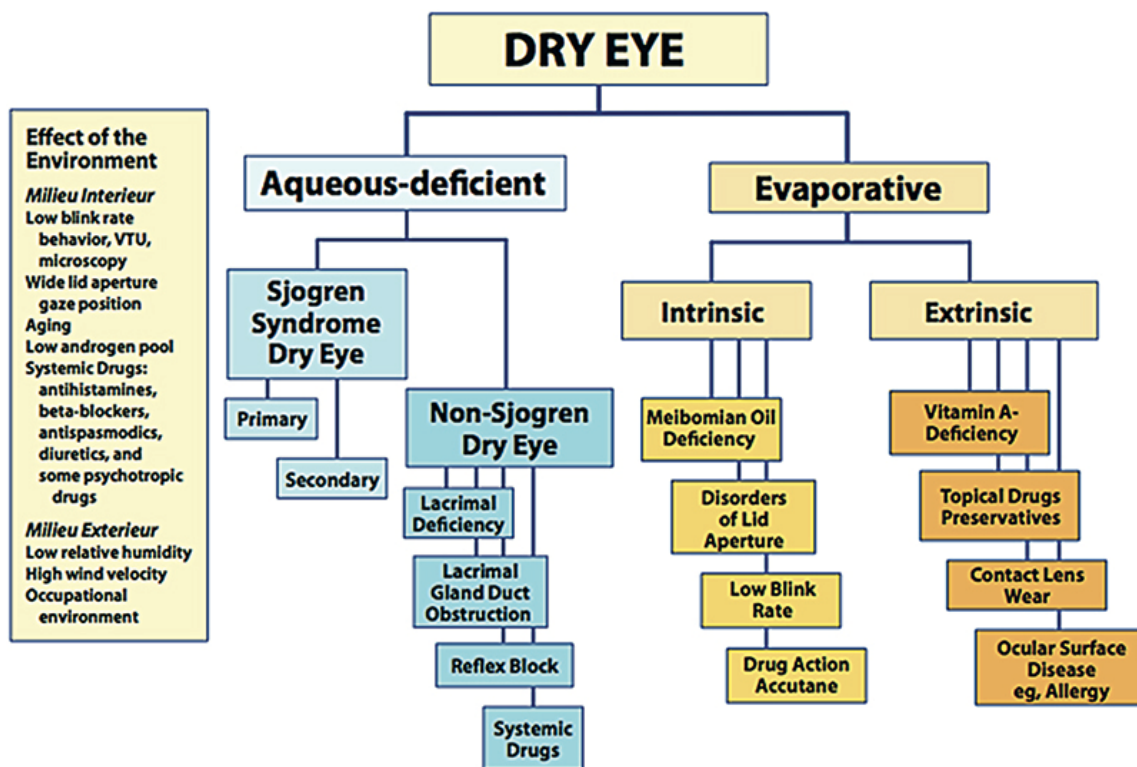 DRY EYE
Effect of the
Environment
Milieu Interieur
Low blink rate
behavior, VTU,
microscopy
Wide lid aperture
gaze position
Aging
Low androgen pool
Systemic Drugs:
antihistamines,
beta-blockers,
antispasmodics,
diuretics, and
some psychotropic
drugs
Milieu Exterieur
Low relative humidity
High wind velocity
Occupational
environment
Aqueous-deficient
Sjogren
Syndrome
Dry Eye
Primary
Secondary
Non-Sjogren
Dry Eye
Lacrimal
Deficiency
Lacrimal
Gland Duct
Obstruction
Reflex Block
Systemic
Drugs
Evaporative
Intrinsic
Meibomian Oil
Deficiency
Disorders
of Lid
Aperture
Low Blink
Rate
Drug Action
Accutane
Extrinsic
Vitamin A-
Deficiency
Topical Drugs
Preservatives
Contact Lens
Wear
Ocular Surface
Disease
eg, Allergy